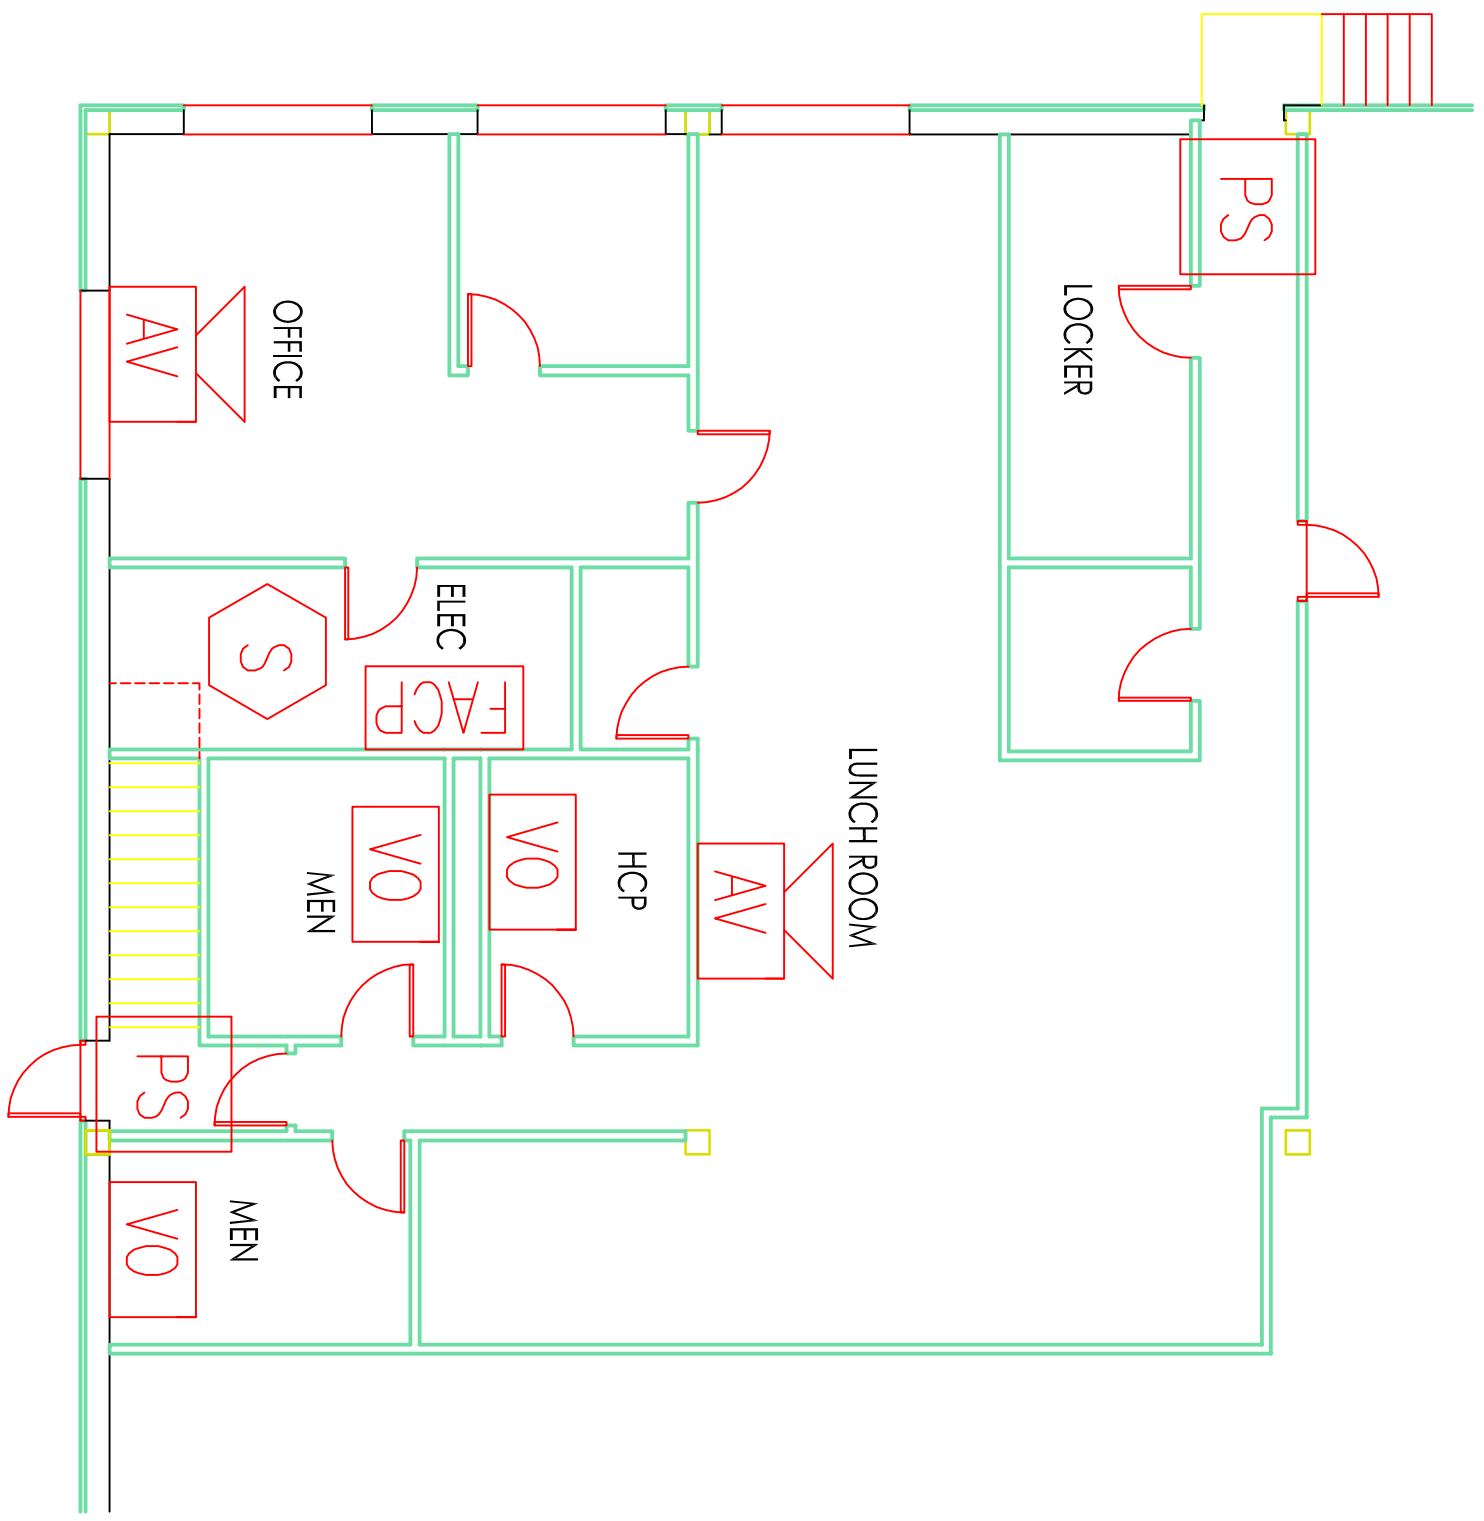 PS
LOCKER
OFFICE
AV
ELEC
S
FACP
LUNCH ROOM
HCP
VO
AV
MEN
VO
PS
MEN
VO